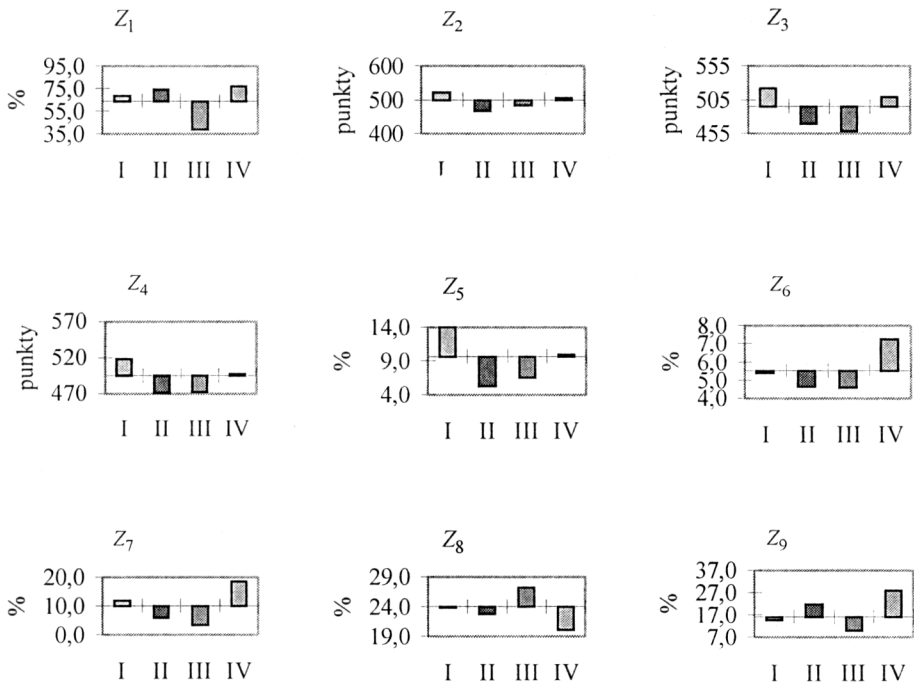 Z1
95,0
75,0
55,0
35,0
%
I II III IV
Z2
600
500
400
punkty
I II III IV
Z3
555
505
455
punkty
I II III IV
Z4
570
520
470
punkty
I II III IV
Z5
14,0
9,0
4,0
%
I II III IV
Z6
8,0
7,0
6,0
5,0
4,0
%
I II III IV
Z7
20,0
10,0
0,0
%
I II III IV
Z8
29,0
24,0
19,0
%
I II III IV
Z9
37,0
27,0
17,0
7,0
%
I II III IV